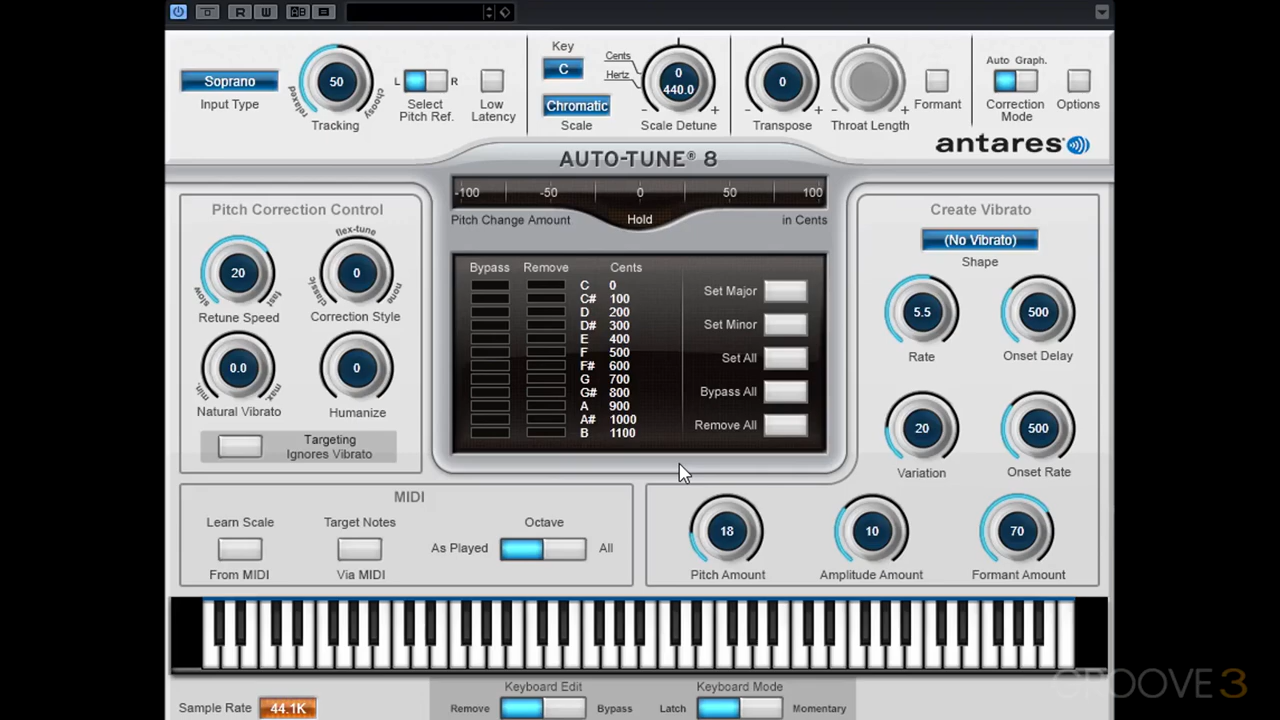 R W AB
Soprano
Input Type
50
relaxed
choosy
Tracking
L R
Select
Pitch Ref.
Low
Latency
Key
C
Chromatic
Scale
Cents
Hertz
0
440.0
- +
Scale Detune
0
- +
Transpose
- +
Throat Length
Formant
Auto Graph.
Correction
Mode
Options
antares
AUTO-TUNE® 8
-100 -50 0 50 100
Pitch Change Amount
Hold
in Cents
Pitch Correction Control
20
slow
fast
Retune Speed
flex-tune
0
classic
none
Correction Style
0.0
min.
max.
Natural Vibrato
0
Humanize
Targeting
Ignores Vibrato
Bypass Remove Cents
C 0
C# 100
D 200
D# 300
E 400
F 500
F# 600
G 700
G# 800
A 900
A# 1000
B 1100
Set Major
Set Minor
Set All
Bypass All
Remove All
Create Vibrato
(No Vibrato)
Shape
5.5
Rate
500
Onset Delay
20
Variation
500
Onset Rate
MIDI
Learn Scale
From MIDI
Target Notes
Via MIDI
Octave
As Played All
18
Pitch Amount
10
Amplitude Amount
70
Formant Amount
Sample Rate 44.1K
Keyboard Edit
Remove Bypass
Keyboard Mode
Latch Momentary
GROOVE 3